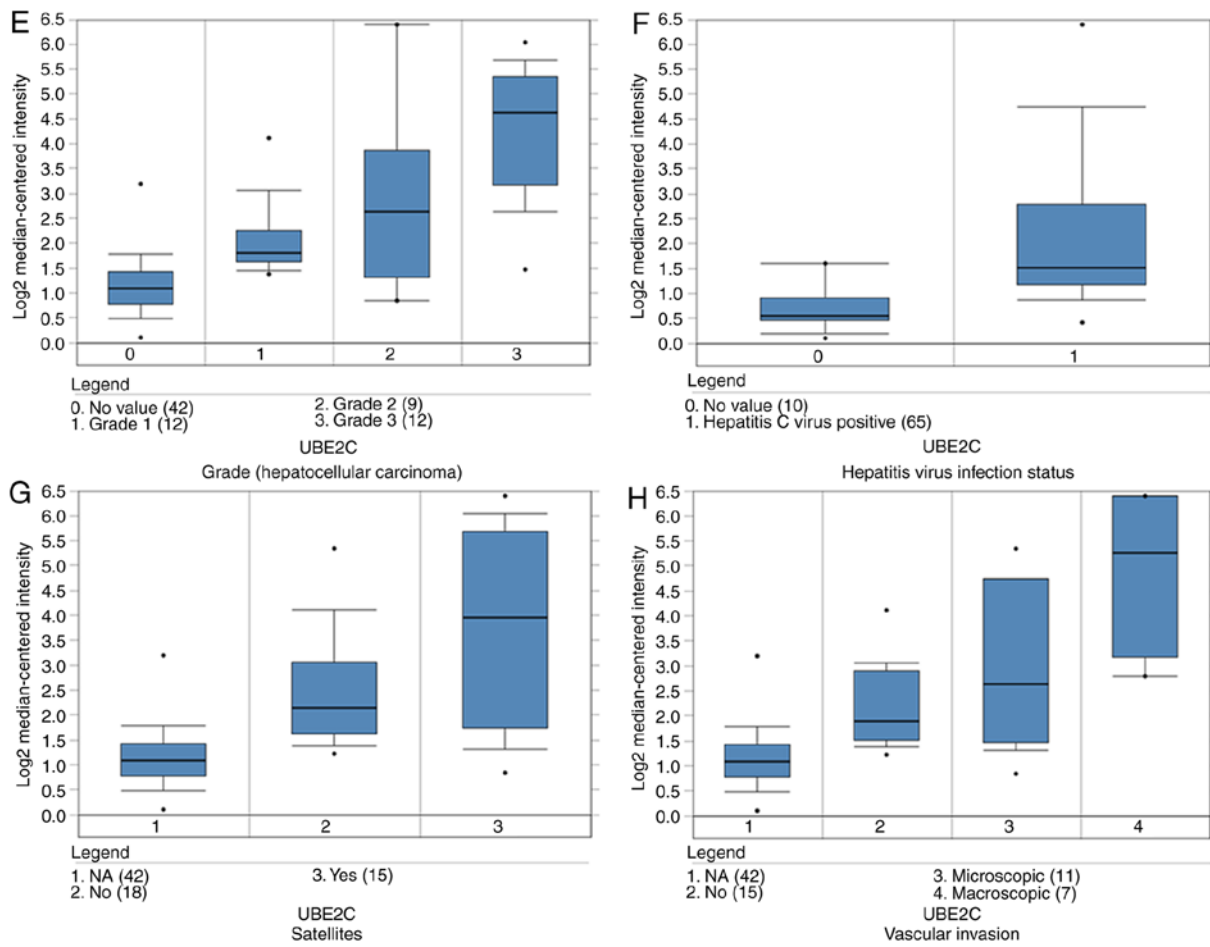 E
Log2 median-centered intensity
6.5
6.0
5.5
5.0
4.5
4.0
3.5
3.0
2.5
2.0
1.5
1.0
0.5
0.0
0 1 2 3
Legend
0. No value (42) 2. Grade 2 (9)
1. Grade 1 (12) 3. Grade 3 (12)
UBE2C
Grade (hepatocellular carcinoma)
F
Log2 median-centered intensity
6.5
6.0
5.5
5.0
4.5
4.0
3.5
3.0
2.5
2.0
1.5
1.0
0.5
0.0
0 1
Legend
0. No value (10)
1. Hepatitis C virus positive (65)
UBE2C
Hepatitis virus infection status
G
Log2 median-centered intensity
6.5
6.0
5.5
5.0
4.5
4.0
3.5
3.0
2.5
2.0
1.5
1.0
0.5
0.0
1 2 3
Legend
1. NA (42) 3. Yes (15)
2. No (18)
UBE2C
Satellites
H
Log2 median-centered intensity
6.5
6.0
5.5
5.0
4.5
4.0
3.5
3.0
2.5
2.0
1.5
1.0
0.5
0.0
1 2 3 4
Legend
1. NA (42) 3. Microscopic (11)
2. No (15) 4. Macroscopic (7)
UBE2C
Vascular invasion